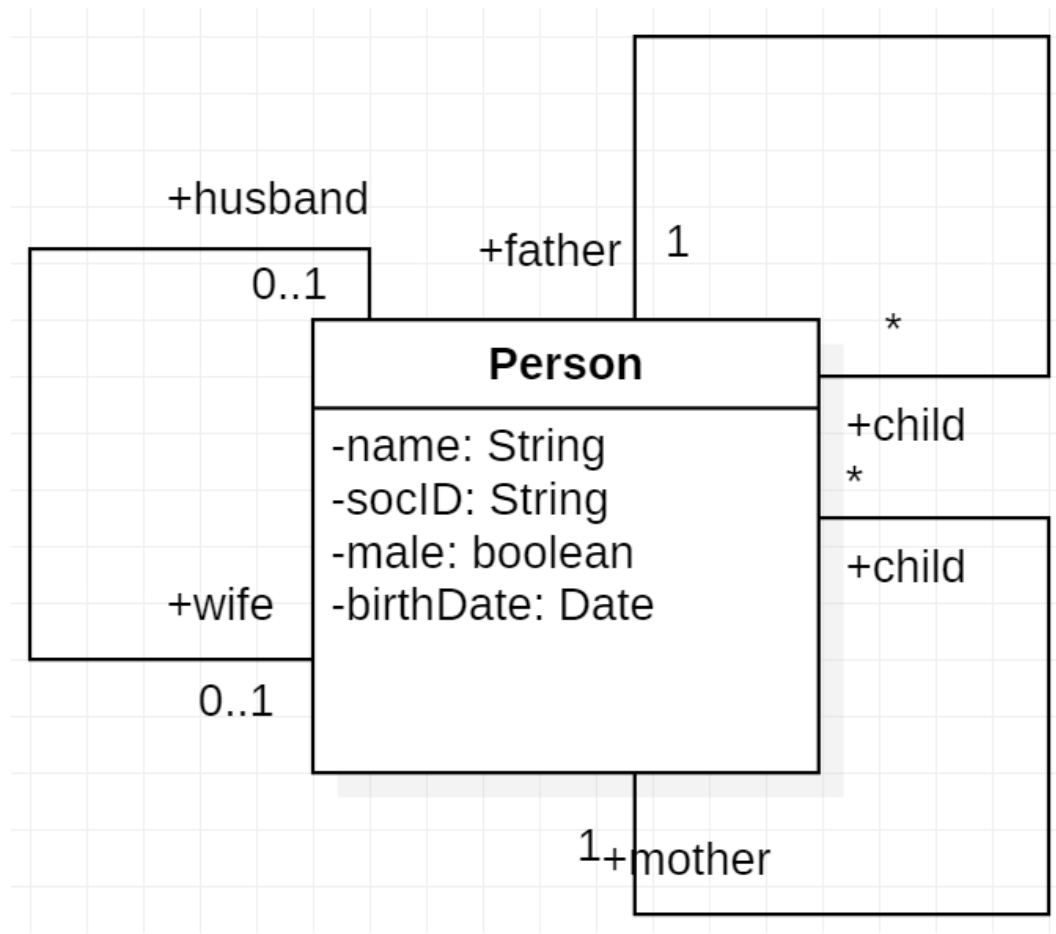 +husband
0..1
+father
1
*
Person
+child
*
-name: String
-socID: String
-male: boolean
-birthDate: Date
+child
+wife
0..1
1
+mother